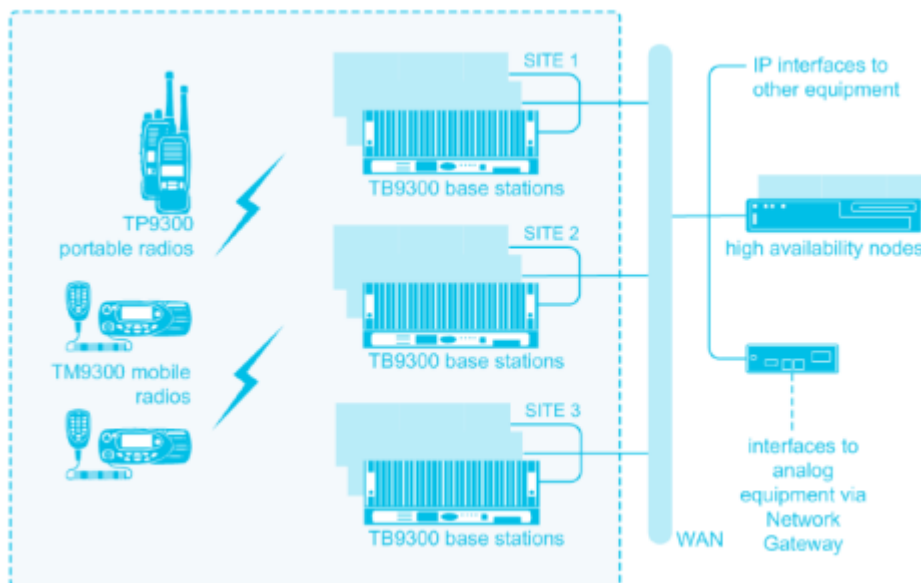 SITE 1
TB9300 base stations
TP9300
portable radios
SITE 2
TB9300 base stations
TM9300 mobile
radios
SITE 3
TB9300 base stations
WAN
IP interfaces to
other equipment
high availability nodes
interfaces to
analog
equipment via
Network
Gateway